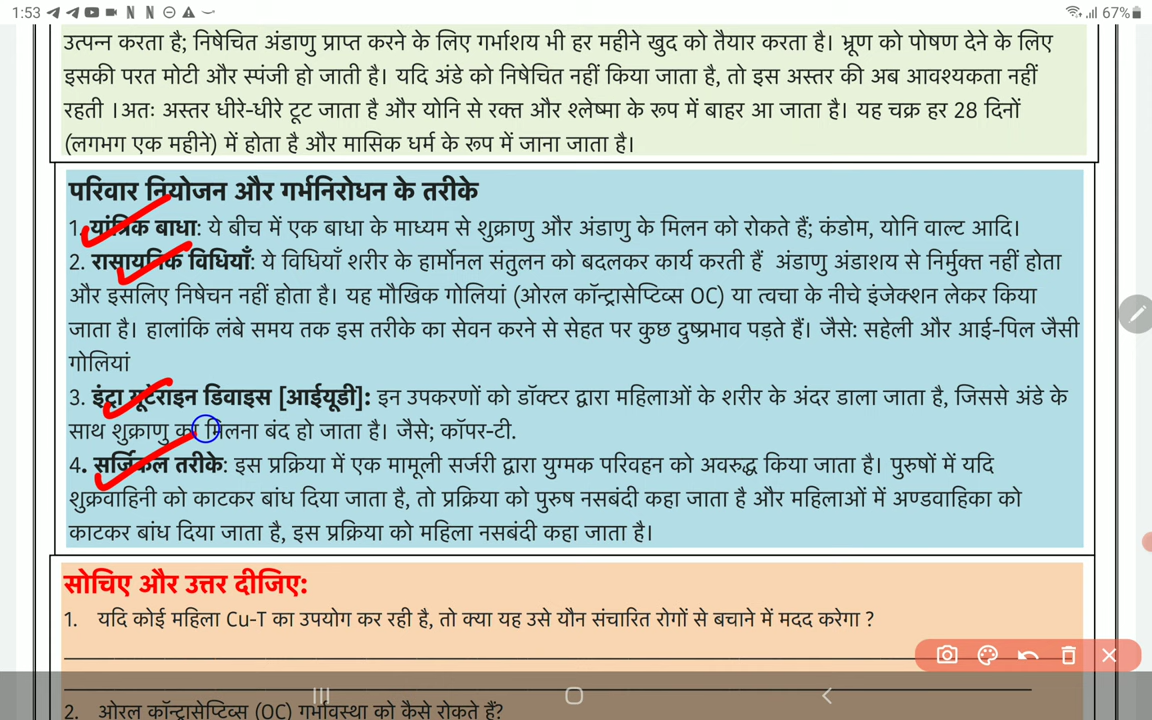 1:53
67%
उत्पन्न करता है; निषेचित अंडाणु प्राप्त करने के लिए गर्भाशय भी हर महीने खुद को तैयार करता है। भ्रूण को पोषण देने के लिए
इसकी परत मोटी और स्पंजी हो जाती है। यदि अंडे को निषेचित नहीं किया जाता है, तो इस अस्तर की अब आवश्यकता नहीं
रहती ।अतः अस्तर धीरे-धीरे टूट जाता है और योनि से रक्त और श्लेष्मा के रूप में बाहर आ जाता है। यह चक्र हर 28 दिनों
(लगभग एक महीने) में होता है और मासिक धर्म के रूप में जाना जाता है।
परिवार नियोजन और गर्भनिरोधन के तरीके
1. यांत्रिक बाधा: ये बीच में एक बाधा के माध्यम से शुक्राणु और अंडाणु के मिलन को रोकते हैं; कंडोम, योनि वाल्ट आदि।
2. रासायनिक विधियाँ: ये विधियाँ शरीर के हार्मोनल संतुलन को बदलकर कार्य करती हैं अंडाणु अंडाशय से निर्मुक्त नहीं होता
और इसलिए निषेचन नहीं होता है। यह मौखिक गोलियां (ओरल कॉन्ट्रासेप्टिव्स OC) या त्वचा के नीचे इंजेक्शन लेकर किया
जाता है। हालांकि लंबे समय तक इस तरीके का सेवन करने से सेहत पर कुछ दुष्प्रभाव पड़ते हैं। जैसे: सहेली और आई-पिल जैसी
गोलियां
3. इंट्रा यूटेराइन डिवाइस [आईयूडी]: इन उपकरणों को डॉक्टर द्वारा महिलाओं के शरीर के अंदर डाला जाता है, जिससे अंडे के
साथ शुक्राणु का मिलना बंद हो जाता है। जैसे; कॉपर-टी.
4. सर्जिकल तरीके: इस प्रक्रिया में एक मामूली सर्जरी द्वारा युग्मक परिवहन को अवरुद्ध किया जाता है। पुरुषों में यदि
शुक्रवाहिनी को काटकर बांध दिया जाता है, तो प्रक्रिया को पुरुष नसबंदी कहा जाता है और महिलाओं में अण्डवाहिका को
काटकर बांध दिया जाता है, इस प्रक्रिया को महिला नसबंदी कहा जाता है।
सोचिए और उत्तर दीजिए:
1. यदि कोई महिला Cu-T का उपयोग कर रही है, तो क्या यह उसे यौन संचारित रोगों से बचाने में मदद करेगा ?
2. ओरल कॉन्ट्रासेप्टिव्स (OC) गर्भावस्था को कैसे रोकते हैं?